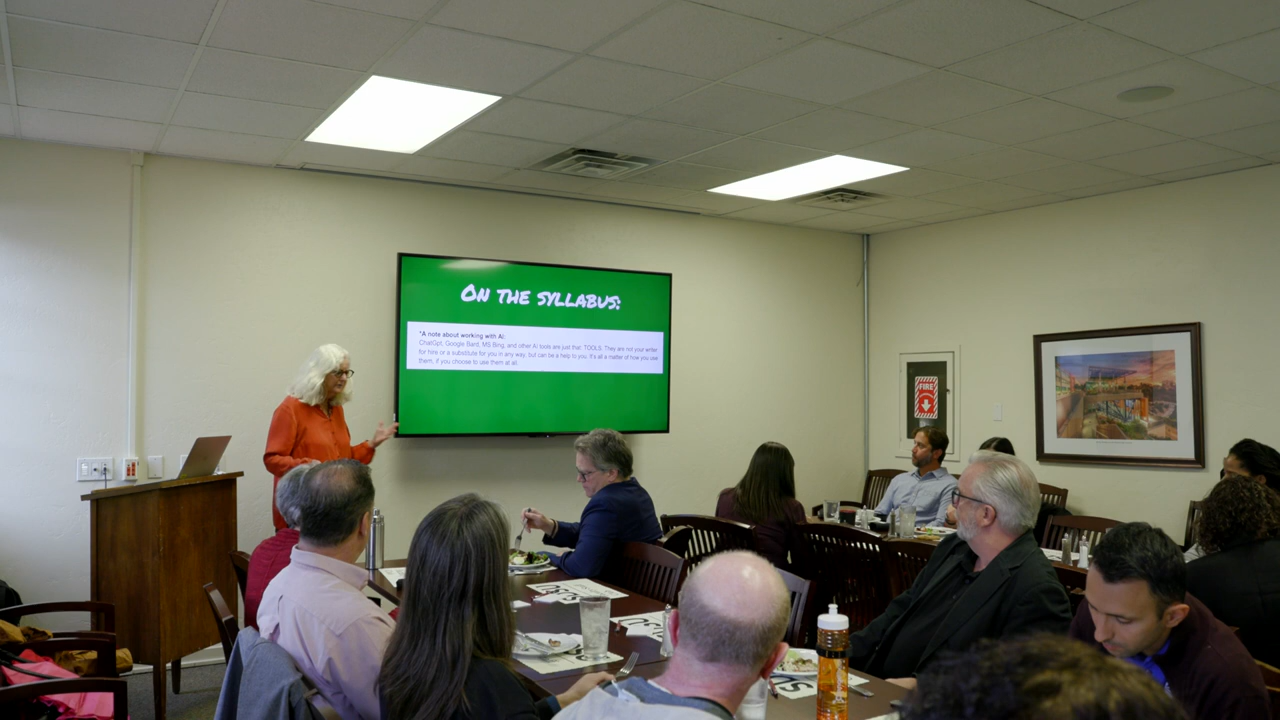 ON THE SYLLABUS:
*A note about working with AI:
ChatGpt, Google Bard, MS Bing, and other AI tools are just that: TOOLS. They are not your writer
for hire or a substitute for you in any way, but can be a help to you. It's all a matter of how you use
them, if you choose to use them at all.
FIRE